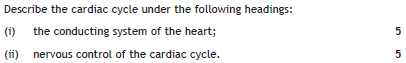 Describe the cardiac cycle under the following headings:
(i) the conducting system of the heart; 5
(ii) nervous control of the cardiac cycle. 5